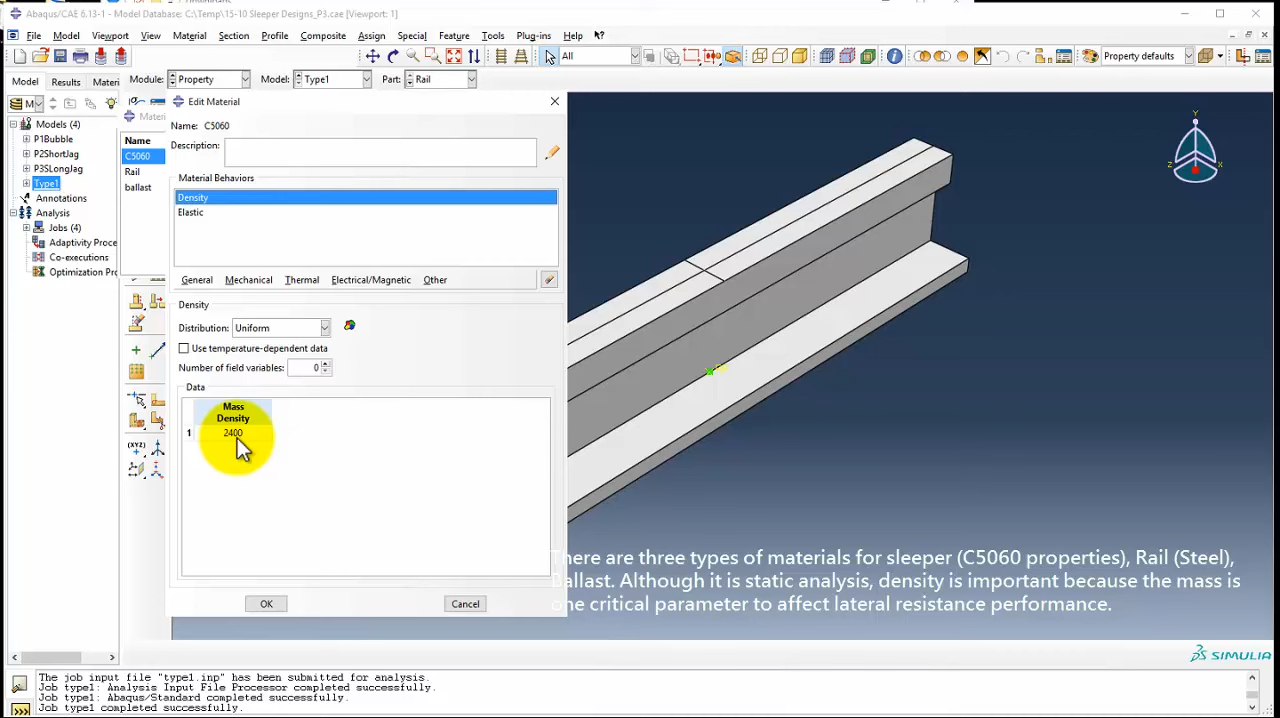 Abaqus/CAE 6.13-1 - Model Database: C:\Temp\15-10 Sleeper Designs_P3.cae [Viewport: 1]
File Model Viewport View Material Section Profile Composite Assign Special Feature Tools Plug-ins Help
All Property defaults
Model Results Materi Module: Property Model: Type1 Part: Rail
Edit Material
Name: C5060
Description:
Material Behaviors
Density
Elastic
General Mechanical Thermal Electrical/Magnetic Other
Density
Distribution: Uniform
Use temperature-dependent data
Number of field variables: 0
Data
Mass
Density
1 2400
OK Cancel
Mater
Name
C5060
Rail
ballast
Models (4)
P1Bubble
P2ShortJag
P3SLongJag
Type1
Annotations
Analysis
Jobs (4)
Adaptivity Proce
Co-executions
Optimization Pr
(XYZ)
Y
Z X
There are three types of materials for sleeper (C5060 properties), Rail (Steel),
Ballast. Although it is static analysis, density is important because the mass is
one critical parameter to affect lateral resistance performance.
SIMULIA
The job input file "type1.inp" has been submitted for analysis.
Job type1: Analysis Input File Processor completed successfully.
Job type1: Abaqus/Standard completed successfully.
Job type1 completed successfully.
>>>